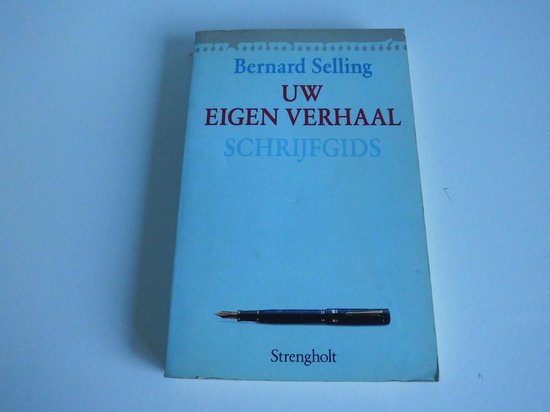 Bernard Selling
UW
EIGEN VERHAAL
SCHRIJFGIDS
Strengholt